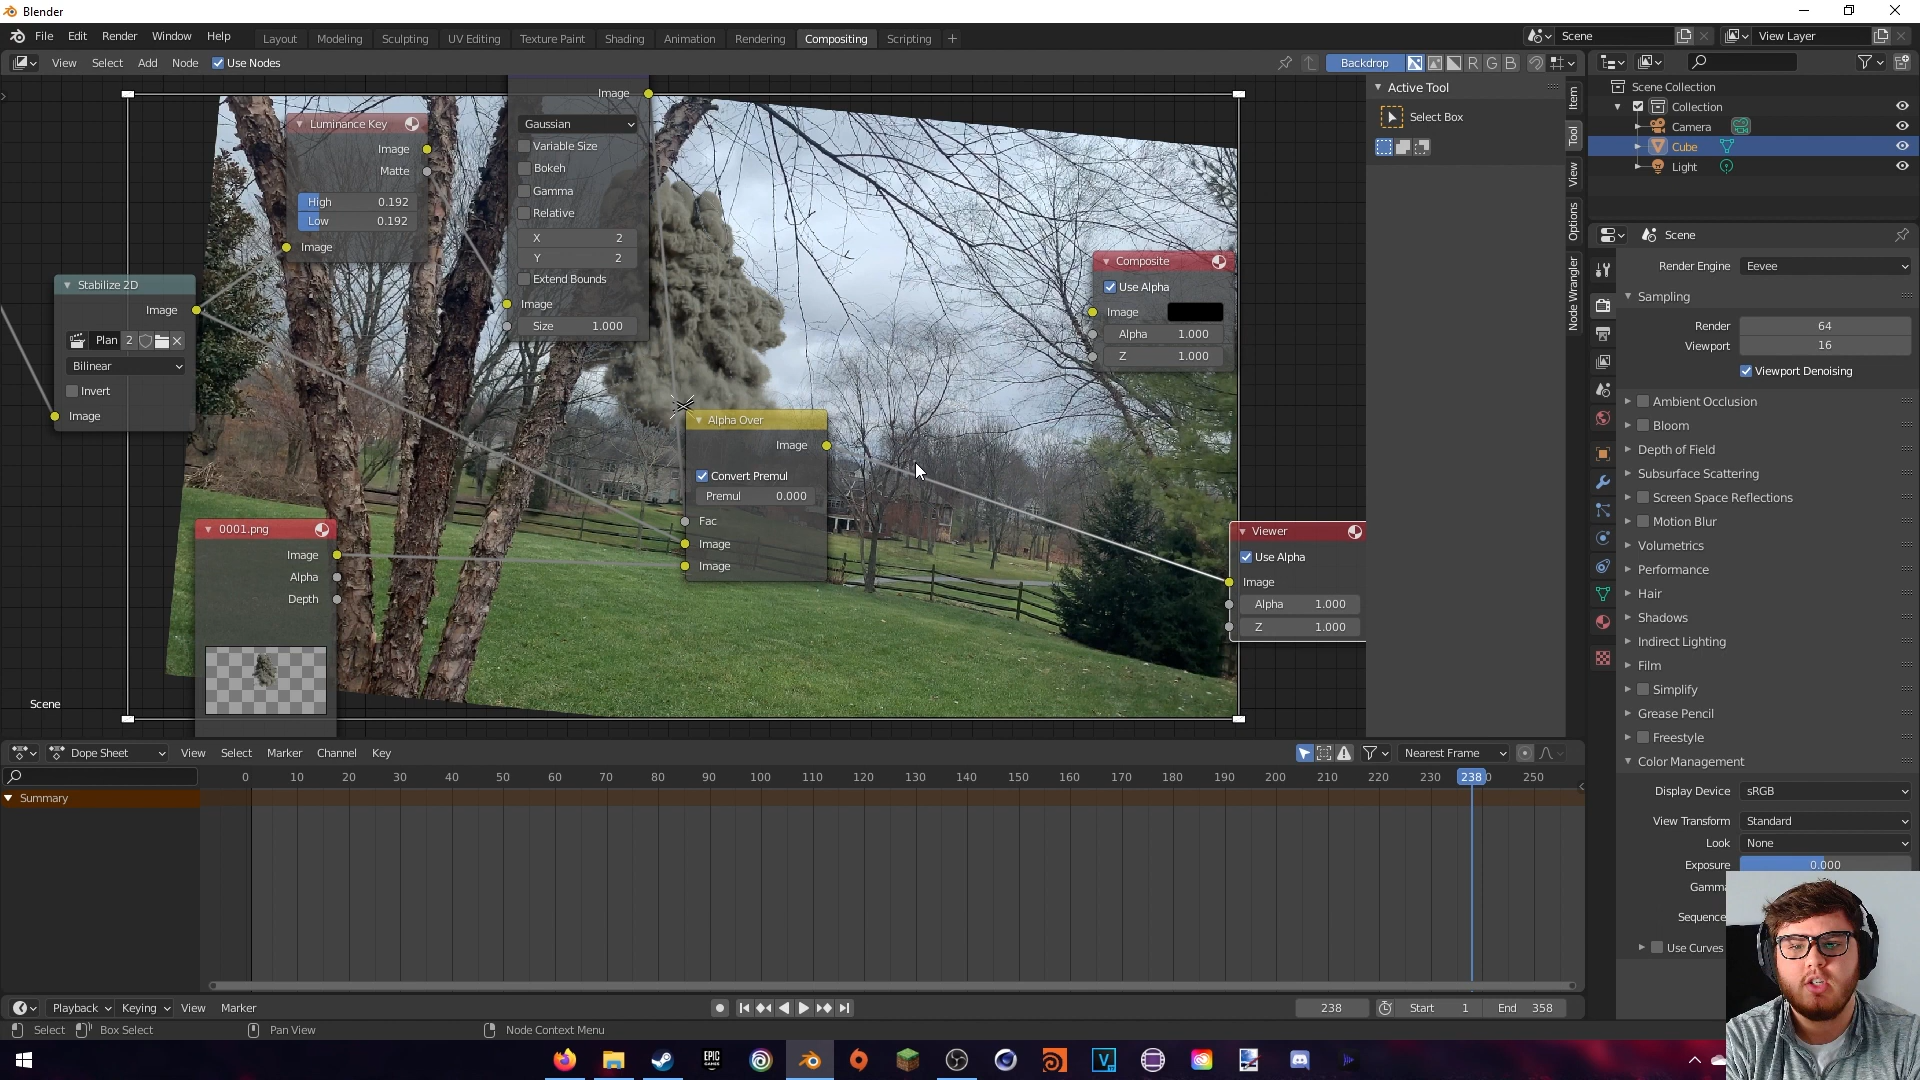 Blender
File Edit Render Window Help Layout Modeling Sculpting UV Editing Texture Paint Shading Animation Rendering Compositing Scripting + Scene View Layer
View Select Add Node Use Nodes Backdrop R G B
Scene Collection
Collection
Camera
Cube
Light
Active Tool
Select Box
Item
Tool
View
Options
Node Wrangler
Luminance Key
Image
Matte
High 0.192
Low 0.192
Image
Image
Gaussian
Variable Size
Bokeh
Gamma
Relative
X 2
Y 2
Extend Bounds
Image
Size 1.000
Stabilize 2D
Image
Plan 2
Bilinear
Invert
Image
Composite
Use Alpha
Image
Alpha 1.000
Z 1.000
Alpha Over
Image
Convert Premul
Premul 0.000
Fac
Image
Image
0001.png
Image
Alpha
Depth
Viewer
Use Alpha
Image
Alpha 1.000
Z 1.000
Scene
Scene
Render Engine Eevee
Sampling
Render 64
Viewport 16
Viewport Denoising
Ambient Occlusion
Bloom
Depth of Field
Subsurface Scattering
Screen Space Reflections
Motion Blur
Volumetrics
Performance
Hair
Shadows
Indirect Lighting
Film
Simplify
Grease Pencil
Freestyle
Color Management
Display Device sRGB
View Transform Standard
Look None
Exposure 0.000
Gamm
Sequence
Use Curves
Dope Sheet View Select Marker Channel Key Nearest Frame
0 10 20 30 40 50 60 70 80 90 100 110 120 130 140 150 160 170 180 190 200 210 220 230 238 0 250
Summary
Playback Keying View Marker 238 Start 1 End 358
Select Box Select Pan View Node Context Menu
EPIC GAMES
V